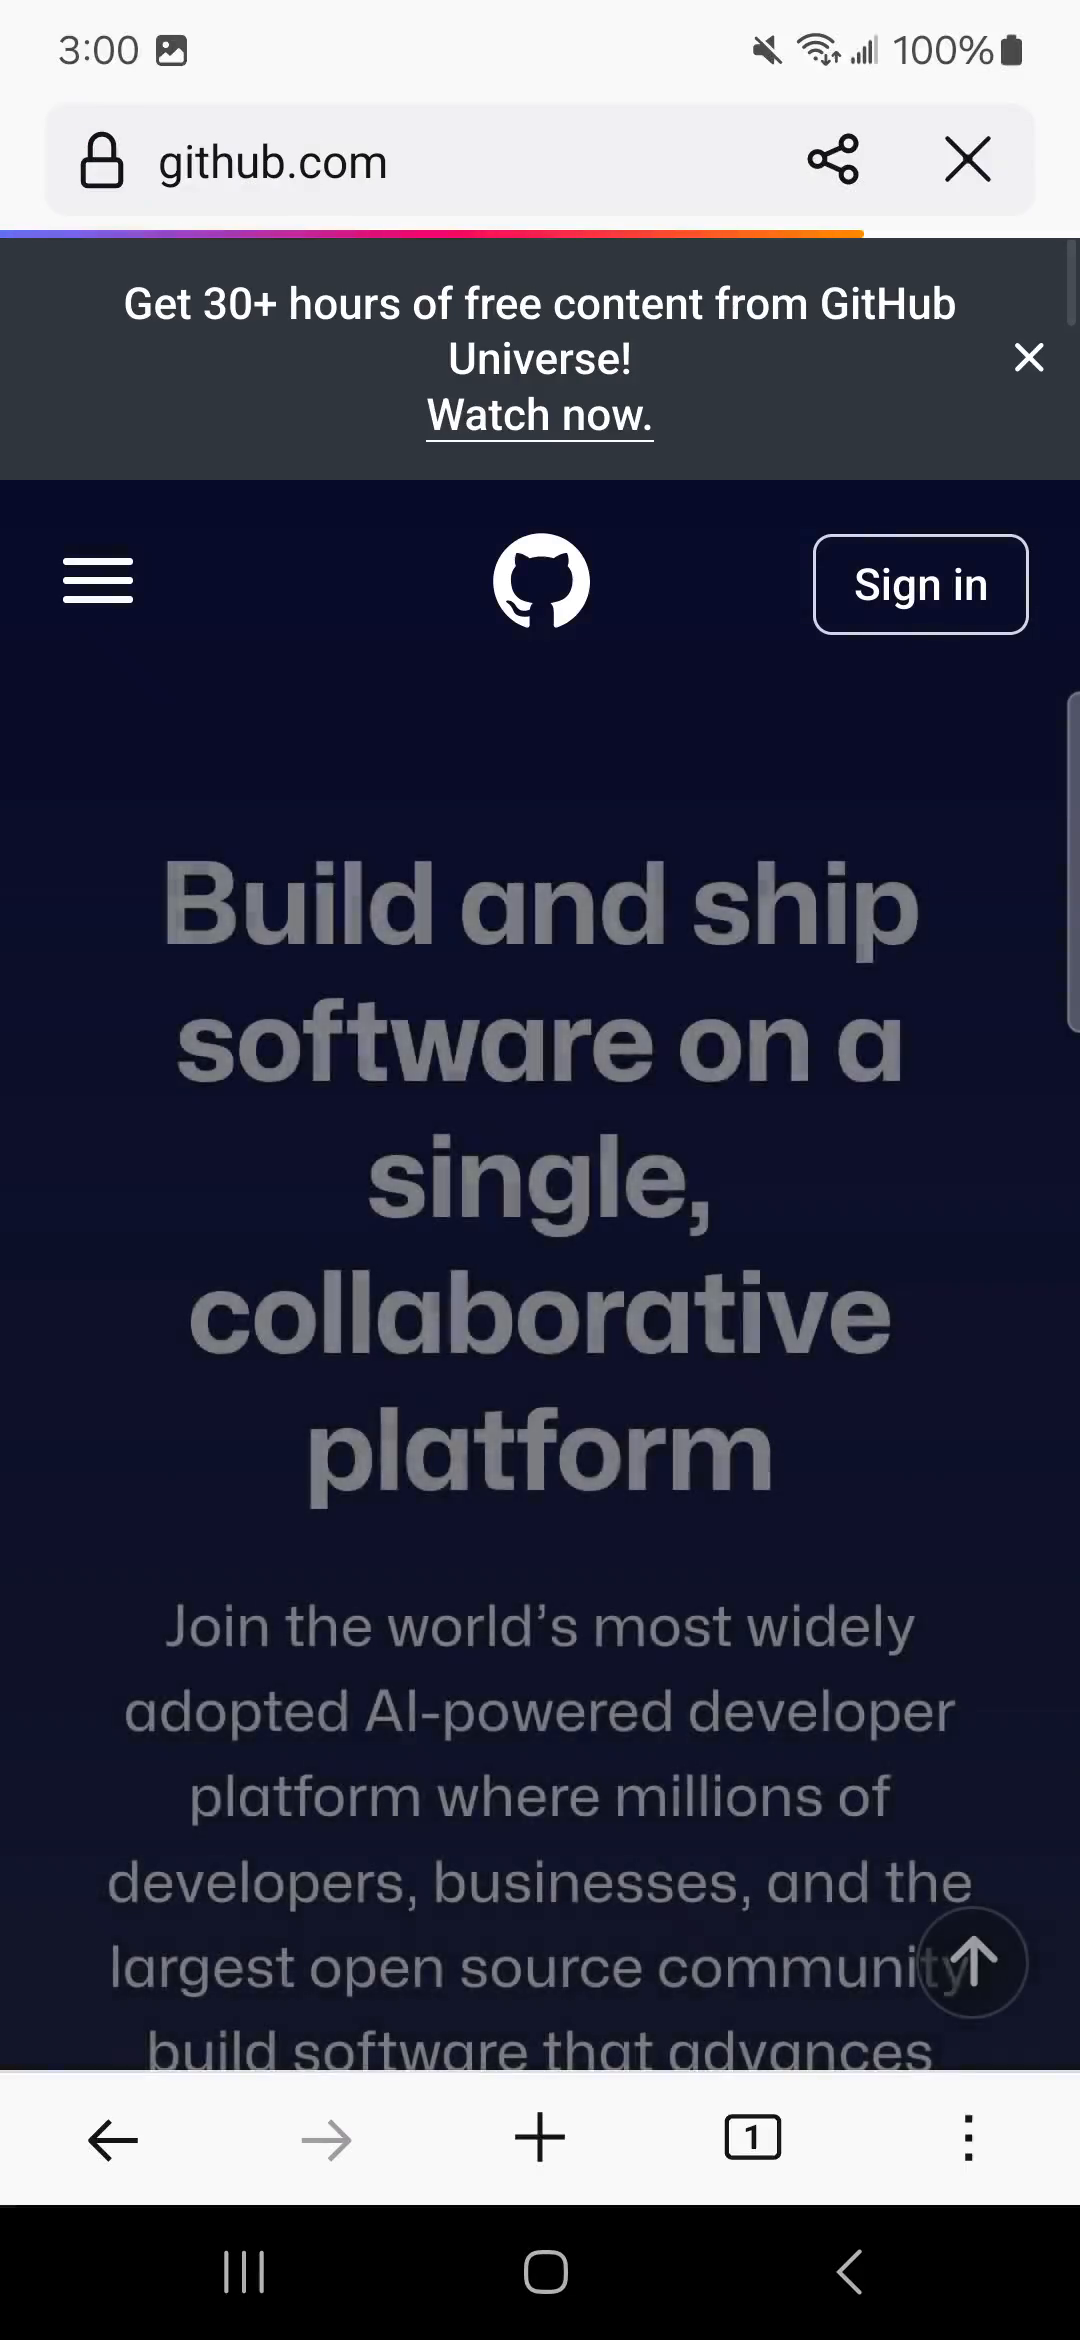 3:00 100%
github.com
Get 30+ hours of free content from GitHub
Universe!
Watch now.
Sign in
Build and ship
software on a
single,
collaborative
platform
Join the world’s most widely
adopted AI-powered developer
platform where millions of
developers, businesses, and the
largest open source community
build software that advances
1